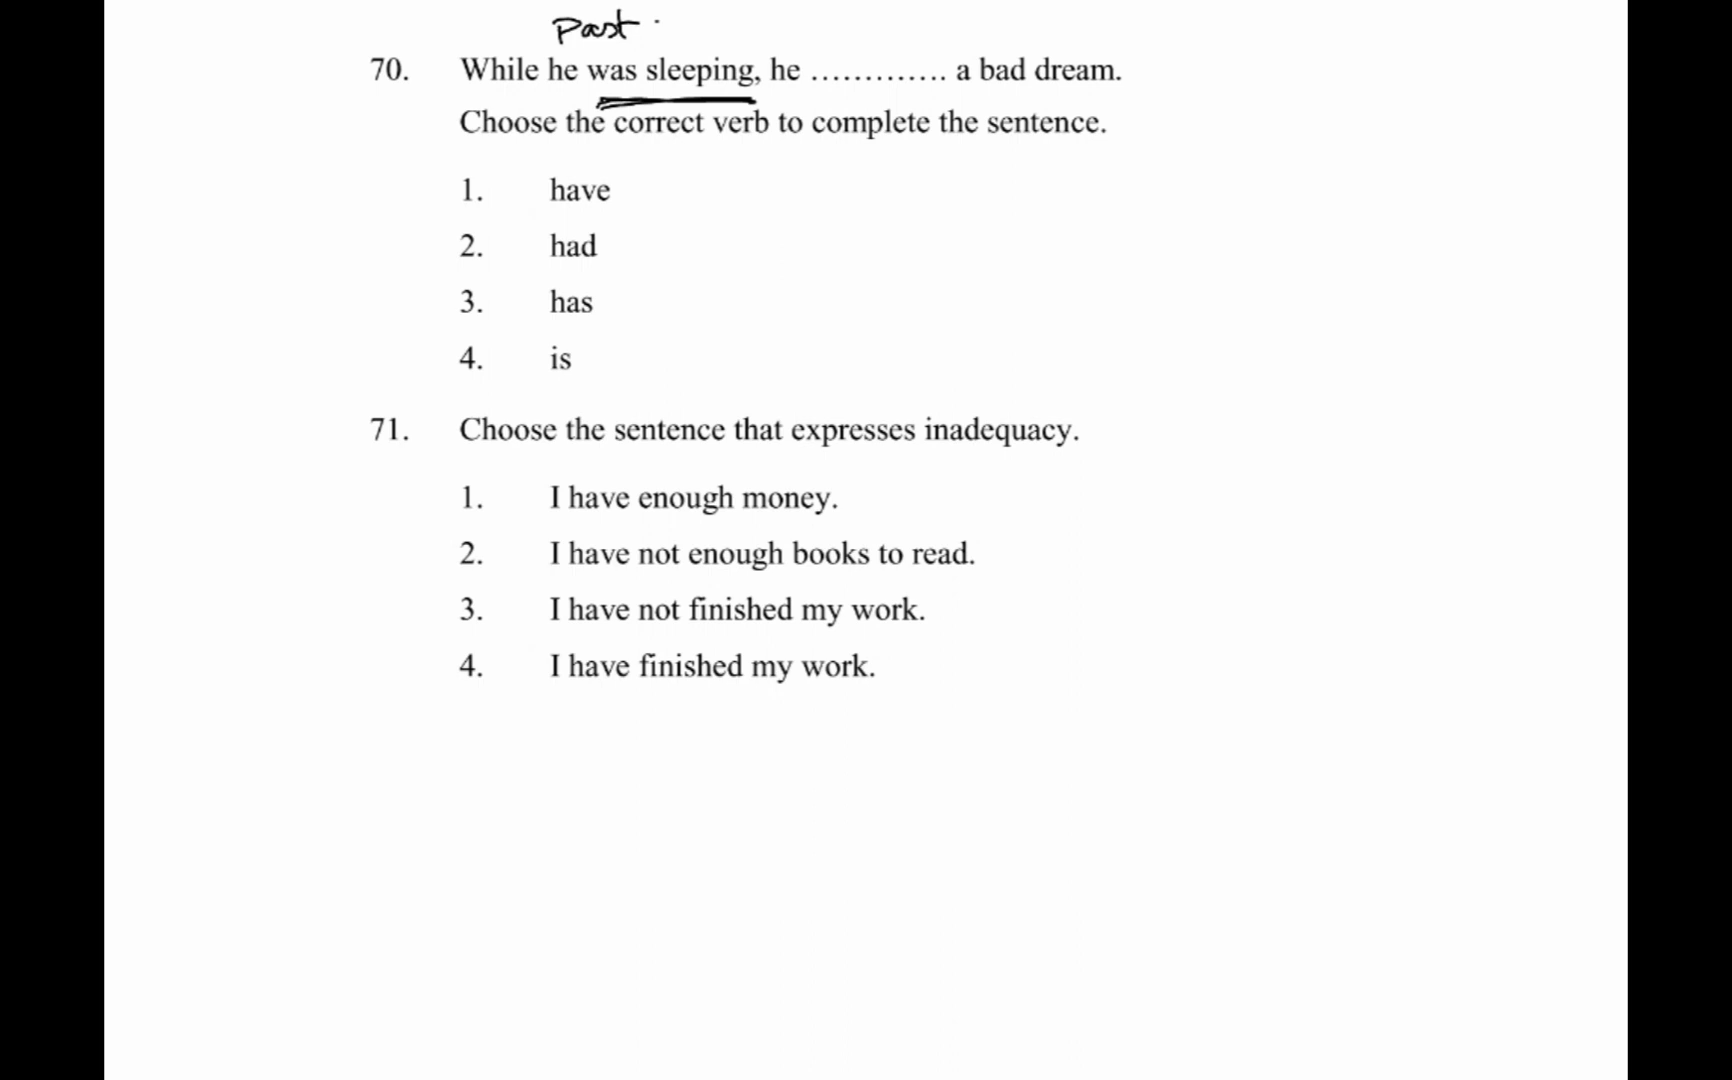 Past.
70. While he was sleeping, he ............. a bad dream.
Choose the correct verb to complete the sentence.
1. have
2. had
3. has
4. is
71. Choose the sentence that expresses inadequacy.
1. I have enough money.
2. I have not enough books to read.
3. I have not finished my work.
4. I have finished my work.